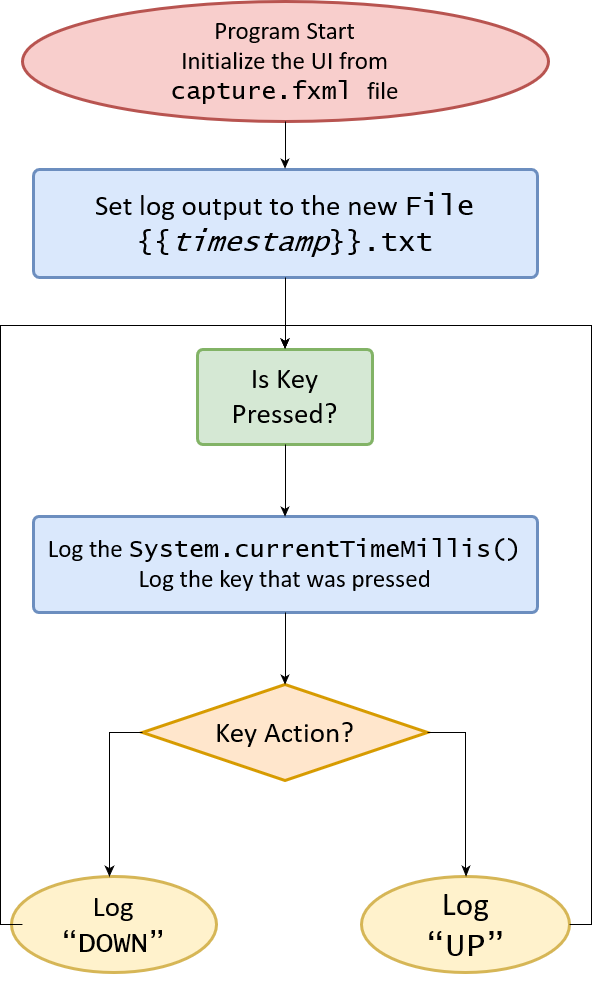 Program Start
Initialize the UI from
capture.fxml file
Set log output to the new File
{{timestamp}}.txt
Is Key
Pressed?
Log the System.currentTimeMillis()
Log the key that was pressed
Key Action?
Log
“DOWN”
Log
“UP”